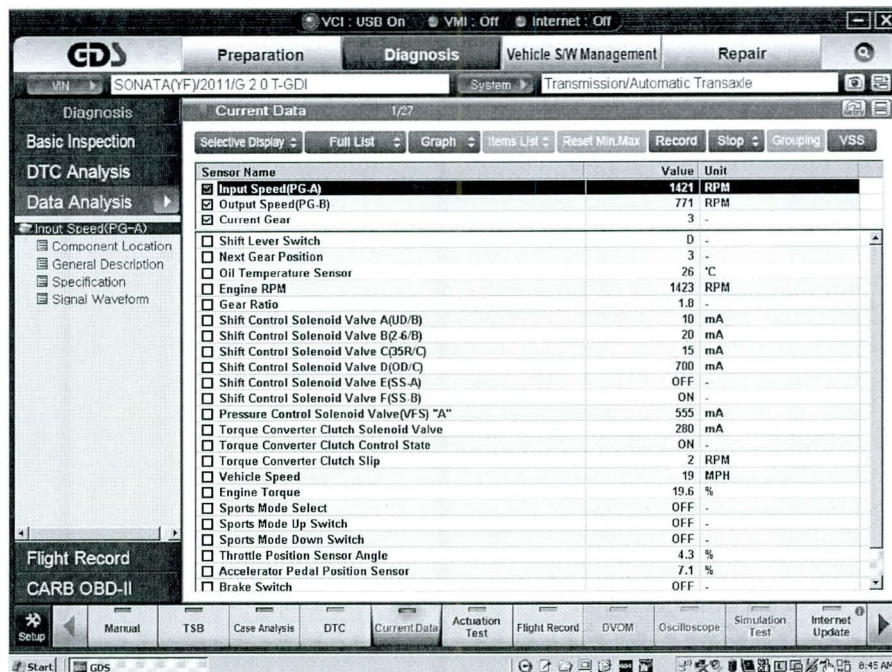 VCI : USB On VMI : Off Internet : Off
GDS Preparation Diagnosis Vehicle S/W Management Repair
VIN SONATA(YF)/2011/G 2.0 T-GDI System Transmission/Automatic Transaxle
Diagnosis
Basic Inspection
DTC Analysis
Data Analysis
Input Speed(PG-A)
Component Location
General Description
Specification
Signal Waveform
Flight Record
CARB OBD-II
Current Data 1/27 Retry
Selective Display Full List Graph Items List Reset Min.Max Record Stop Grouping VSS
Sensor Name Value Unit
Input Speed(PG-A) 1421 RPM
Output Speed(PG-B) 771 RPM
Current Gear 3 -
Shift Lever Switch D -
Next Gear Position 3 -
Oil Temperature Sensor 26 ℃
Engine RPM 1423 RPM
Gear Ratio 1.8 -
Shift Control Solenoid Valve A(UD/B) 10 mA
Shift Control Solenoid Valve B(2-6/B) 20 mA
Shift Control Solenoid Valve C(35R/C) 15 mA
Shift Control Solenoid Valve D(OD/C) 700 mA
Shift Control Solenoid Valve E(SS-A) OFF -
Shift Control Solenoid Valve F(SS-B) ON -
Pressure Control Solenoid Valve(VFS) "A" 555 mA
Torque Converter Clutch Solenoid Valve 280 mA
Torque Converter Clutch Control State ON -
Torque Converter Clutch Slip 2 RPM
Vehicle Speed 19 MPH
Engine Torque 19.6 %
Sports Mode Select OFF -
Sports Mode Up Switch OFF -
Sports Mode Down Switch OFF -
Throttle Position Sensor Angle 4.3 %
Accelerator Pedal Position Sensor 7.1 %
Brake Switch OFF -
Setup Manual TSB Case Analysis DTC Current Data Actuation Test Flight Record DVOM Oscilloscope Simulation Test Internet Update
Start GDS 8:45 AM